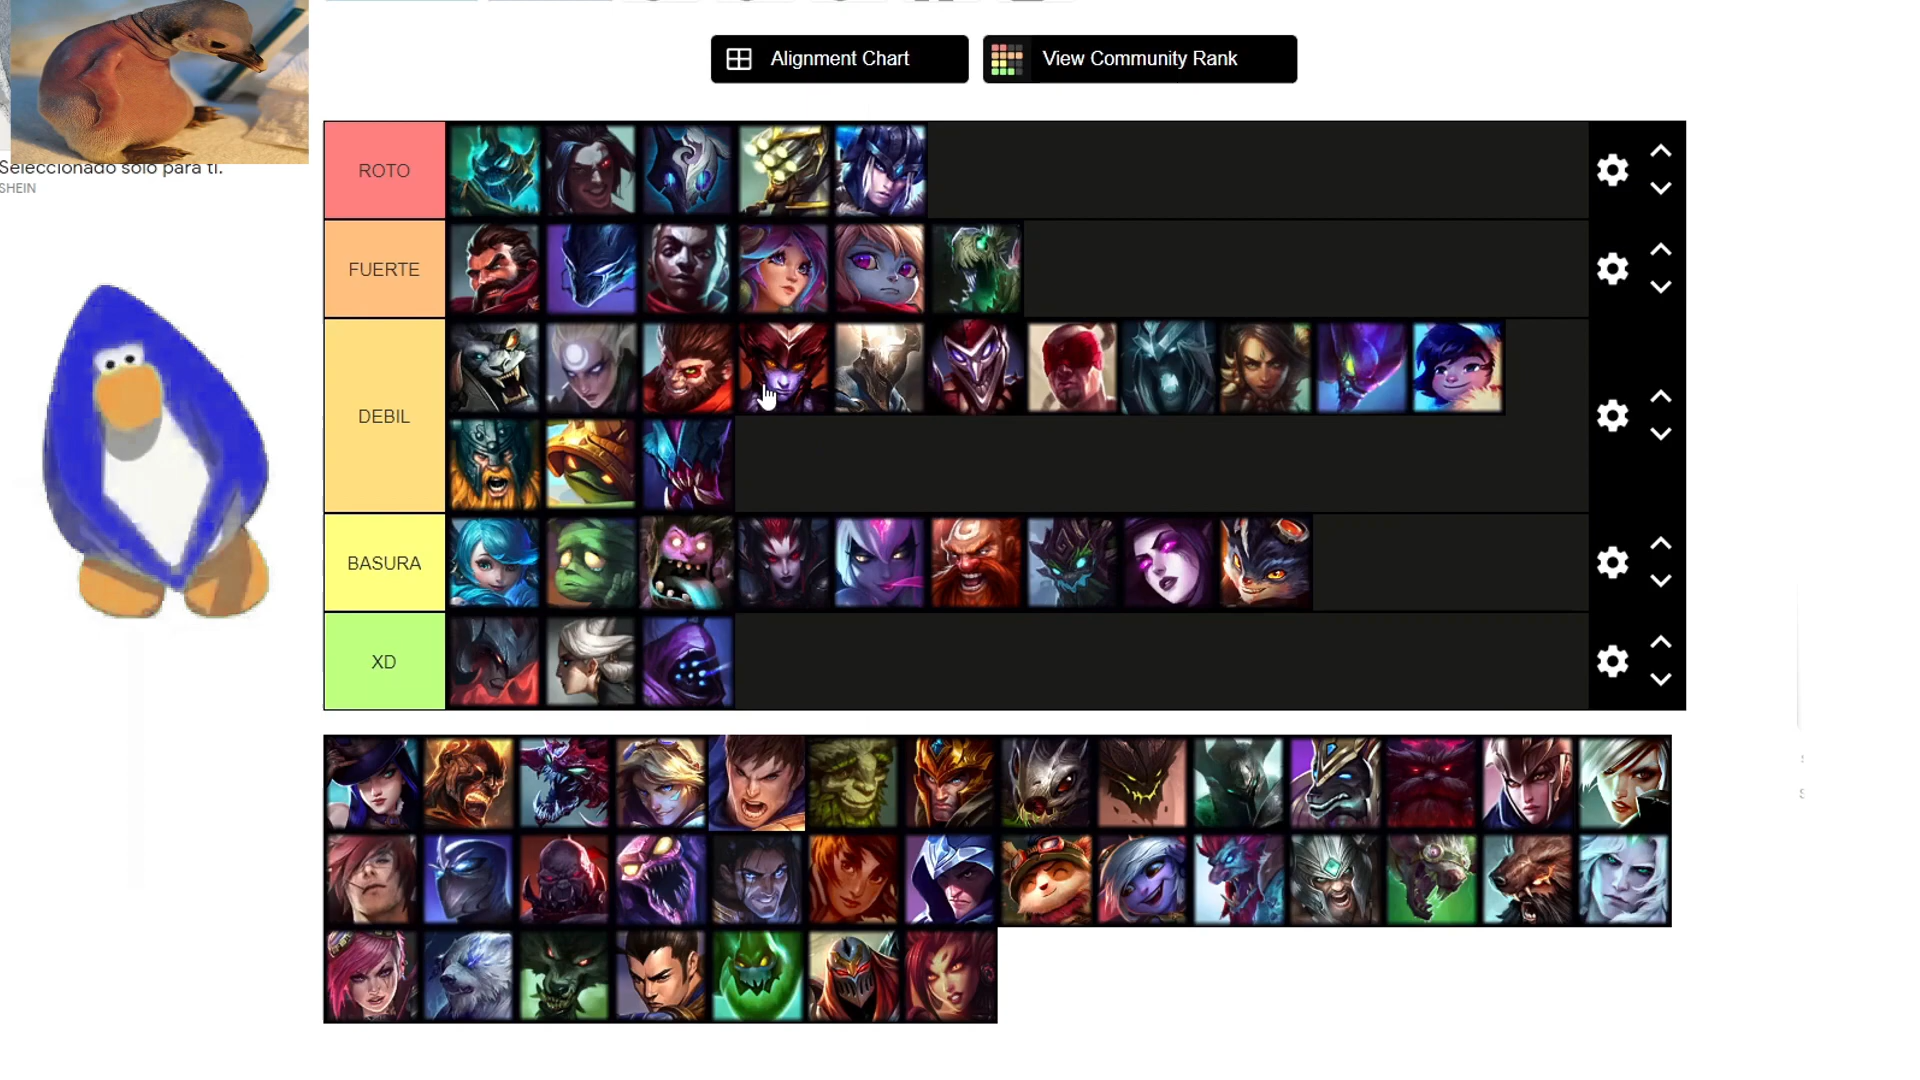 Alignment Chart
View Community Rank
Seleccionado solo para ti.
SHEIN
ROTO
FUERTE
DEBIL
BASURA
XD